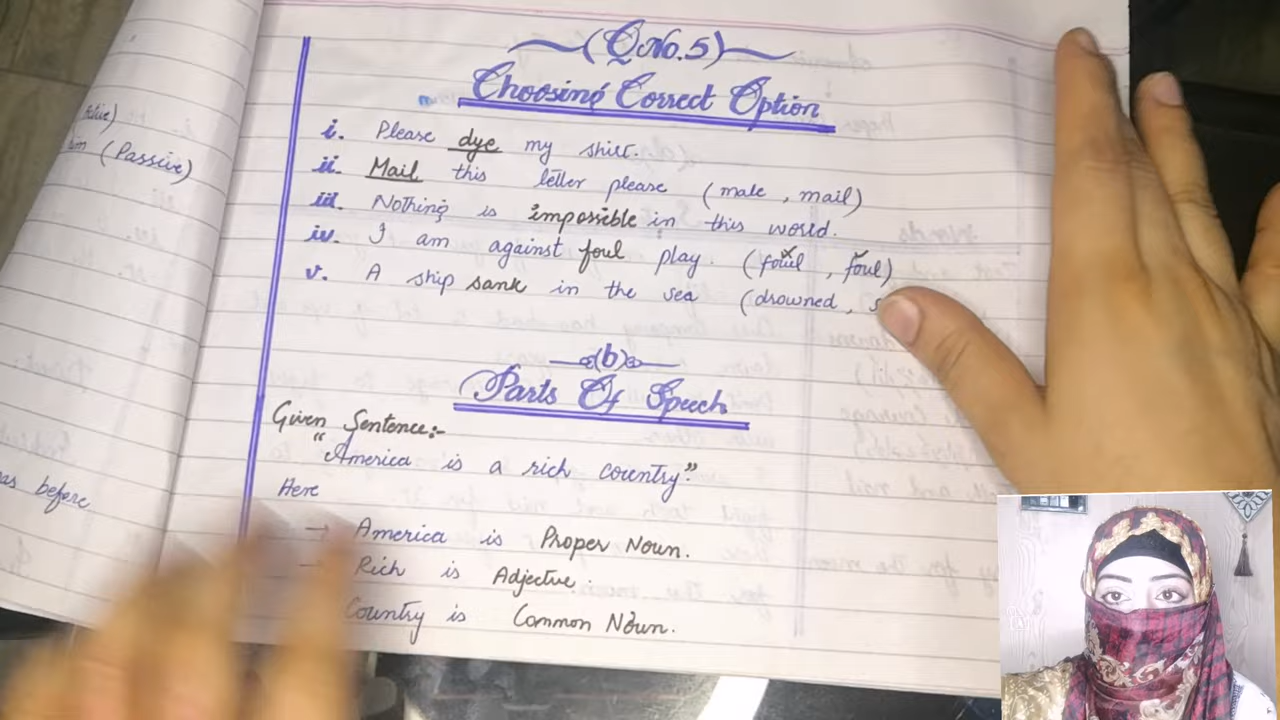 (Q No.5)
Choosing Correct Option
i. Please dye my shirt.
ii. Mail this letter please (male, mail)
iii. Nothing is impossible in this world.
iv. I am against foul play. (fowl, foul)
v. A ship sank in the sea (drowned, s
(b)
Parts Of Speech
Given Sentence:-
"America is a rich country."
Here
→ America is Proper Noun.
→ Rich is Adjective.
Country is Common Noun.
(Passive)
as before